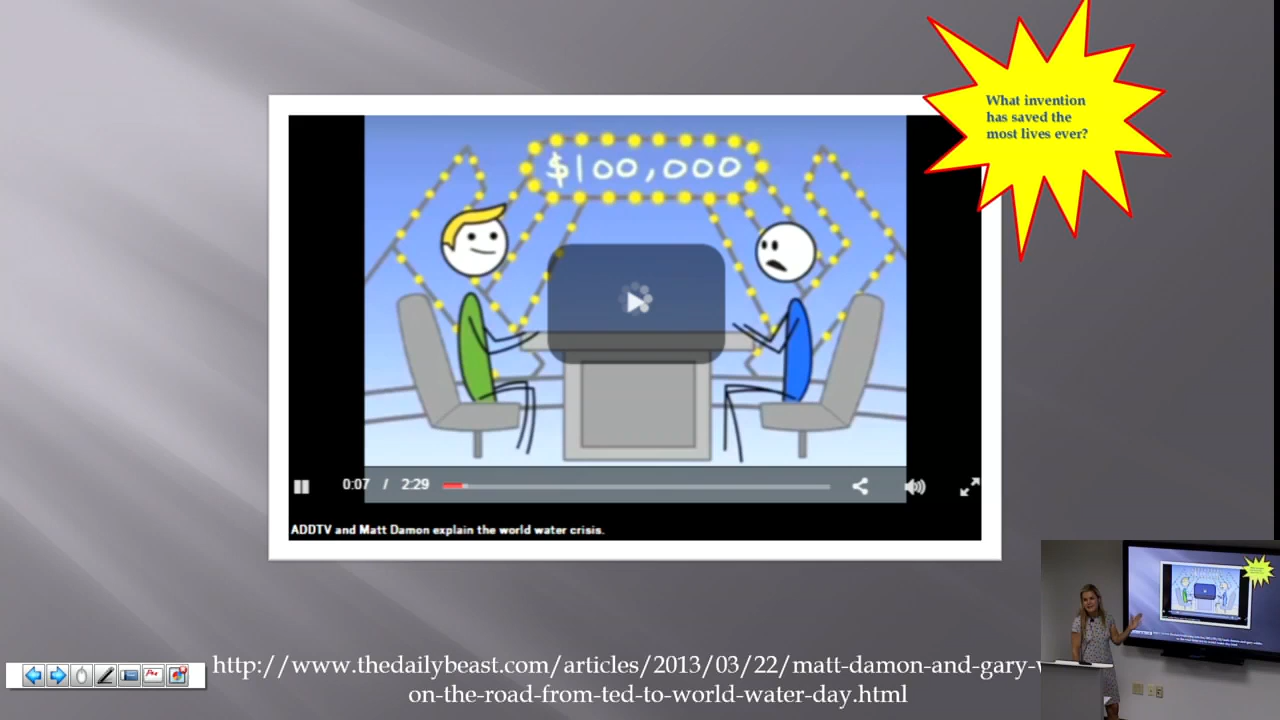 What invention
has saved the
most lives ever?
$100,000
0:07 / 2:29
ADDTV and Matt Damon explain the world water crisis.
http://www.thedailybeast.com/articles/2013/03/22/matt-damon-and-gary-
on-the-road-from-ted-to-world-water-day.html